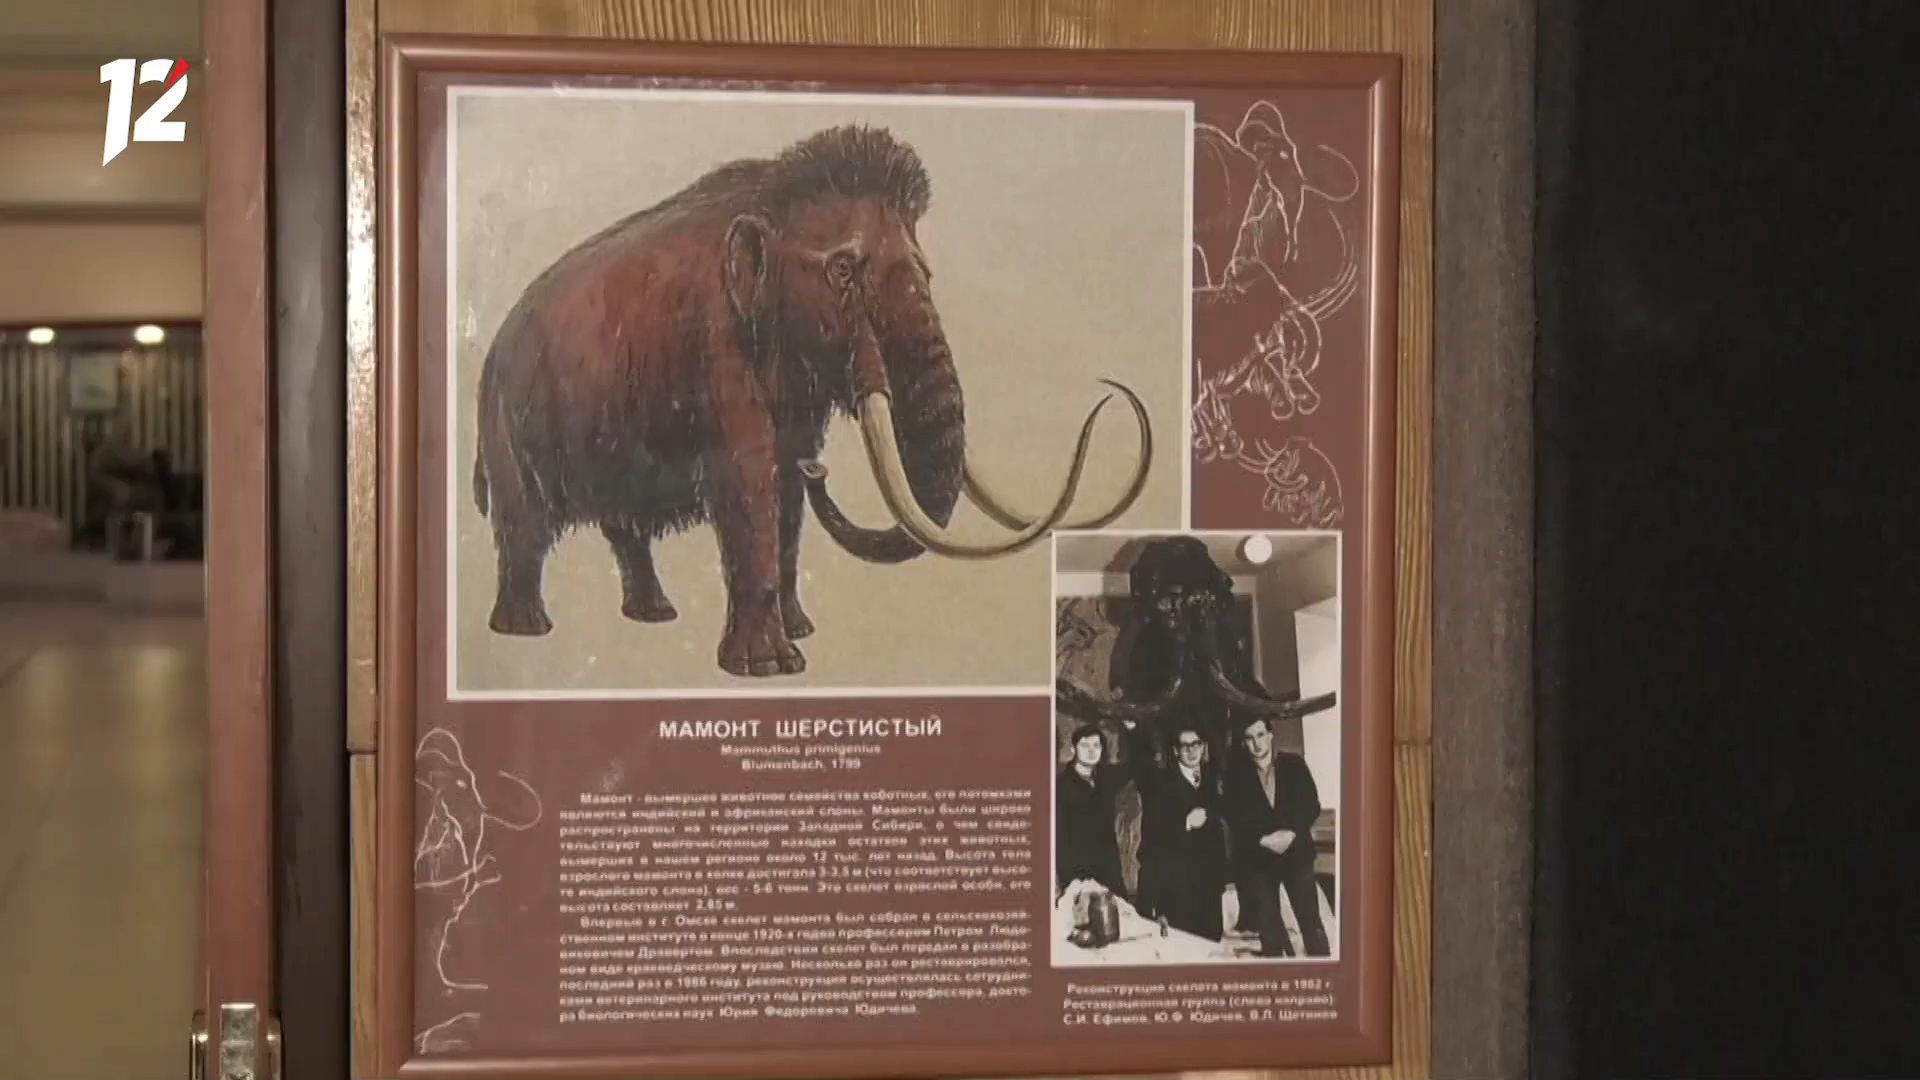 12
МАМОНТ ШЕРСТИСТЫЙ
Mammuthus primigenius
Blumenbach, 1799
Мамонт - вымершее животное семейства хоботных, его потомками
являются индийский и африканский слоны. Мамонты были широко
распространены на территории Западной Сибири, о чем свиде-
тельствуют многочисленные находки остатков этих животных,
вымерших в нашем регионе около 12 тыс. лет назад. Высота тела
взрослого мамонта в холке достигала 3-3,5 м (что соответствует высо-
те индийского слона), вес - 5-6 тонн. Это скелет взрослой особи, его
высота составляет 2,85 м.
Впервые в г. Омске скелет мамонта был собран в сельскохозяй-
ственном институте в конце 1920-х годов профессором Петром Людо-
виковичем Дравертом. Впоследствии скелет был передан в разобран-
ном виде краеведческому музею. Несколько раз он реставрировался,
последний раз в 1986 году, реконструкция осуществлялась сотрудни-
ками ветеринарного института под руководством профессора, докто-
ра биологических наук Юрия Федоровича Юдичева.
Реконструкция скелета мамонта в 1962 г.
Реставрационная группа (слева направо):
С.И. Ефимов, Ю.Ф. Юдичев, В.Л. Щетинов